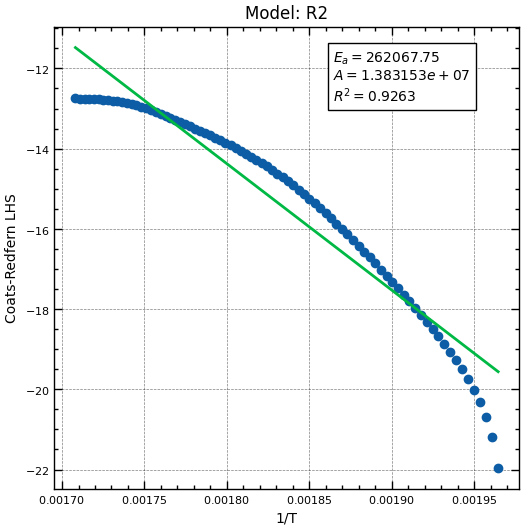 Model: R2
Coats-Redfern LHS
−12
−14
−16
−18
−20
−22
E_a = 262067.75
A = 1.383153e + 07
R² = 0.9263
0.00170 0.00175 0.00180 0.00185 0.00190 0.00195
1/T